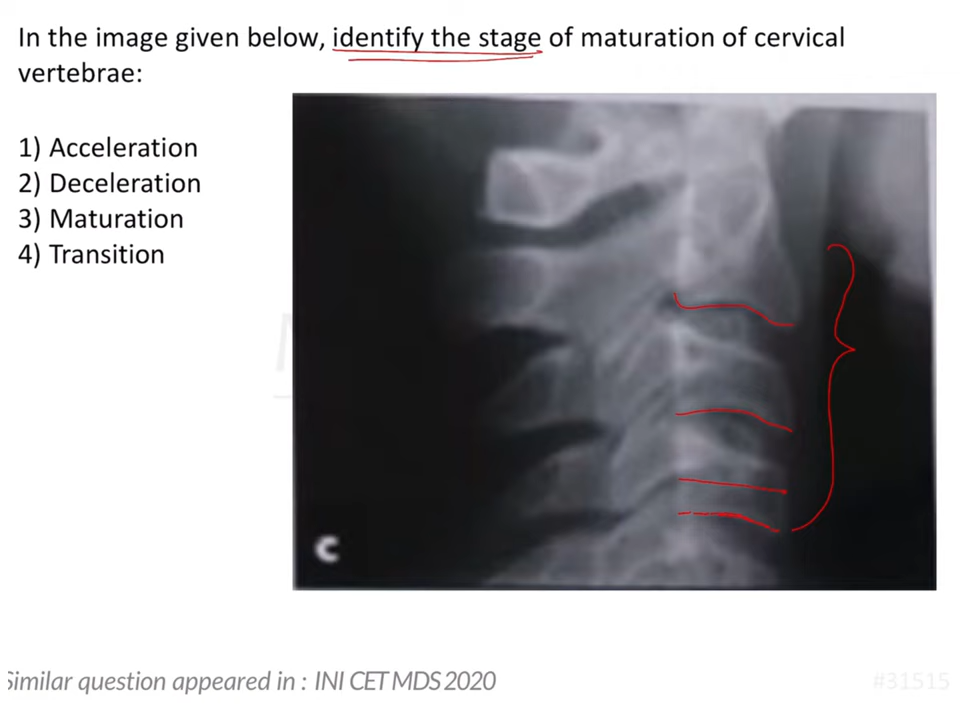 In the image given below, identify the stage of maturation of cervical
vertebrae:
1) Acceleration
2) Deceleration
3) Maturation
4) Transition
C
Similar question appeared in : INI CET MDS 2020
#31515